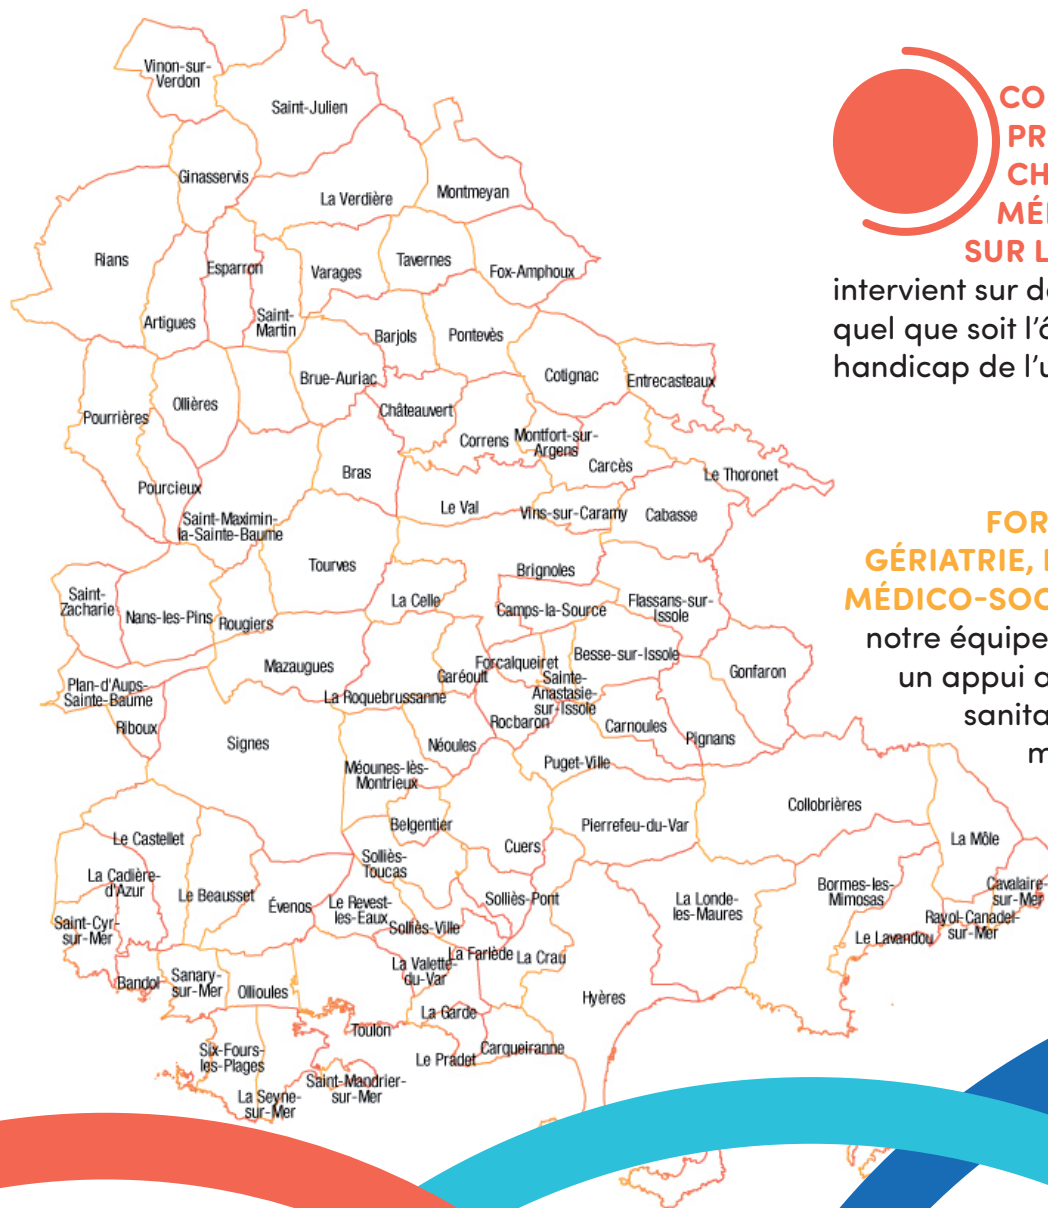 Vinon-sur-
Verdon
Saint-Julien
Ginasservis
La Verdière
Montmeyan
Rians
Esparron
Varages
Tavernes
Fox-Amphoux
Artigues
Saint-
Martin
Barjols
Pontevès
Brue-Auriac
Cotignac
Entrecasteaux
Pourrières
Ollières
Châteauvert
Correns
Montfort-sur-
Argens
Carcès
Le Thoronet
Bras
Pourcieux
Le Val
Vins-sur-Caramy
Cabasse
Saint-Maximin-
la-Sainte-Baume
Tourves
Brignoles
Saint-
Zacharie
Nans-les-Pins
Rougiers
La Celle
Camps-la-Source
Flassans-sur-
Issole
Mazaugues
Forcalqueiret
Besse-sur-Issole
Gonfaron
Plan-d'Aups-
Sainte-Baume
La Roquebrussanne
Garéoult
Sainte-
Anastasie-
sur-Issole
Riboux
Signes
Néoules
Rocbaron
Carnoules
Pignans
Méounes-lès-
Montrieux
Puget-Ville
Belgentier
Pierrefeu-du-Var
Collobrières
Le Castellet
Cuers
La Môle
Solliès-
Toucas
La Cadière-
d'Azur
Le Beausset
Évenos
Le Revest-
les-Eaux
Solliès-Pont
La Londe-
les-Maures
Bormes-les-
Mimosas
Cavalaire-
sur-Mer
Saint-Cyr-
sur-Mer
Solliès-Ville
Rayol-Canadel-
sur-Mer
Le Lavandou
La Farlède
La Crau
La Valette-
du-Var
Bandol
Sanary-
sur-Mer
Ollioules
Hyères
La Garde
Toulon
Carqueiranne
Le Pradet
Six-Fours-
les-Plages
Saint-Mandrier-
sur-Mer
La Seyne-
sur-Mer
CO
PR
CH
MÉ
SUR L
intervient sur d
quel que soit l'â
handicap de l'u
FOR
GÉRIATRIE,
MÉDICO-SOC
notre équipe
un appui a
sanita
m